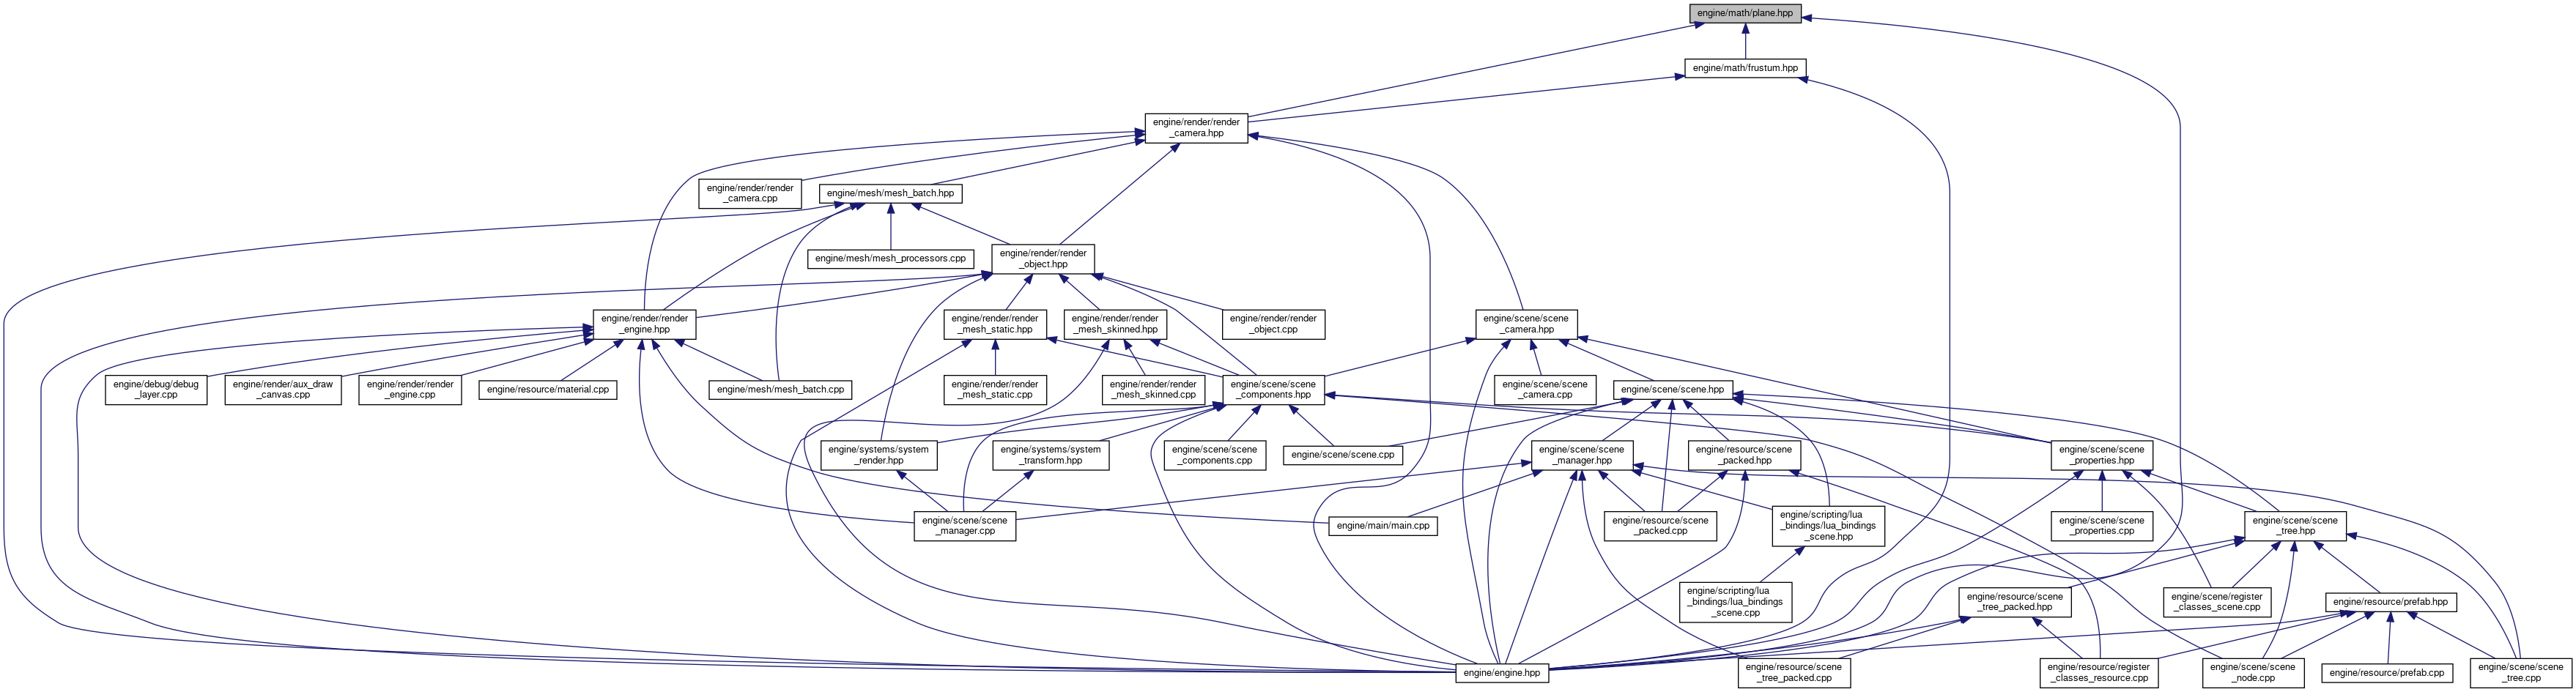 engine/math/plane.hpp
engine/math/frustum.hpp
engine/render/render
_camera.hpp
engine/render/render
_camera.cpp
engine/mesh/mesh_batch.hpp
engine/mesh/mesh_processors.cpp
engine/render/render
_object.hpp
engine/render/render
_engine.hpp
engine/render/render
_mesh_static.hpp
engine/render/render
_mesh_skinned.hpp
engine/render/render
_object.cpp
engine/scene/scene
_camera.hpp
engine/debug/debug
_layer.cpp
engine/render/aux_draw
_canvas.cpp
engine/render/render
_engine.cpp
engine/resource/material.cpp
engine/mesh/mesh_batch.cpp
engine/render/render
_mesh_static.cpp
engine/render/render
_mesh_skinned.cpp
engine/scene/scene
_components.hpp
engine/scene/scene
_camera.cpp
engine/scene/scene.hpp
engine/systems/system
_render.hpp
engine/systems/system
_transform.hpp
engine/scene/scene
_components.cpp
engine/scene/scene.cpp
engine/scene/scene
_manager.hpp
engine/resource/scene
_packed.hpp
engine/scene/scene
_properties.hpp
engine/scene/scene
_manager.cpp
engine/main/main.cpp
engine/resource/scene
_packed.cpp
engine/scripting/lua
_bindings/lua_bindings
_scene.hpp
engine/scene/scene
_properties.cpp
engine/scene/scene
_tree.hpp
engine/scripting/lua
_bindings/lua_bindings
_scene.cpp
engine/resource/scene
_tree_packed.hpp
engine/scene/register
_classes_scene.cpp
engine/resource/prefab.hpp
engine/engine.hpp
engine/resource/scene
_tree_packed.cpp
engine/resource/register
_classes_resource.cpp
engine/scene/scene
_node.cpp
engine/resource/prefab.cpp
engine/scene/scene
_tree.cpp